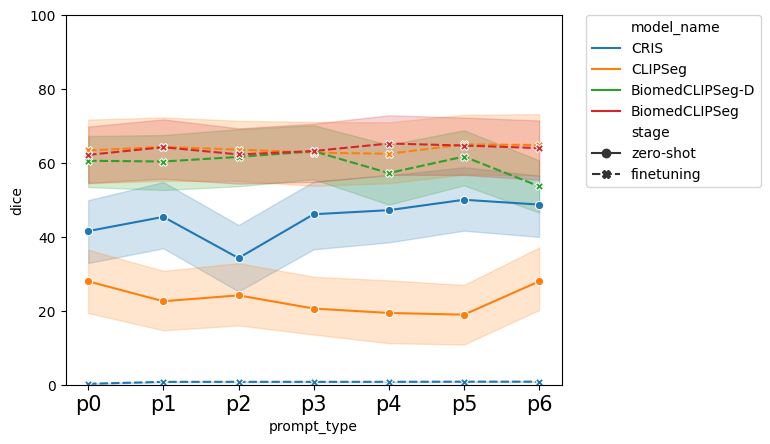 100
80
60
40
20
0
dice
p0 p1 p2 p3 p4 p5 p6
prompt_type
model_name
CRIS
CLIPSeg
BiomedCLIPSeg-D
BiomedCLIPSeg
stage
zero-shot
finetuning